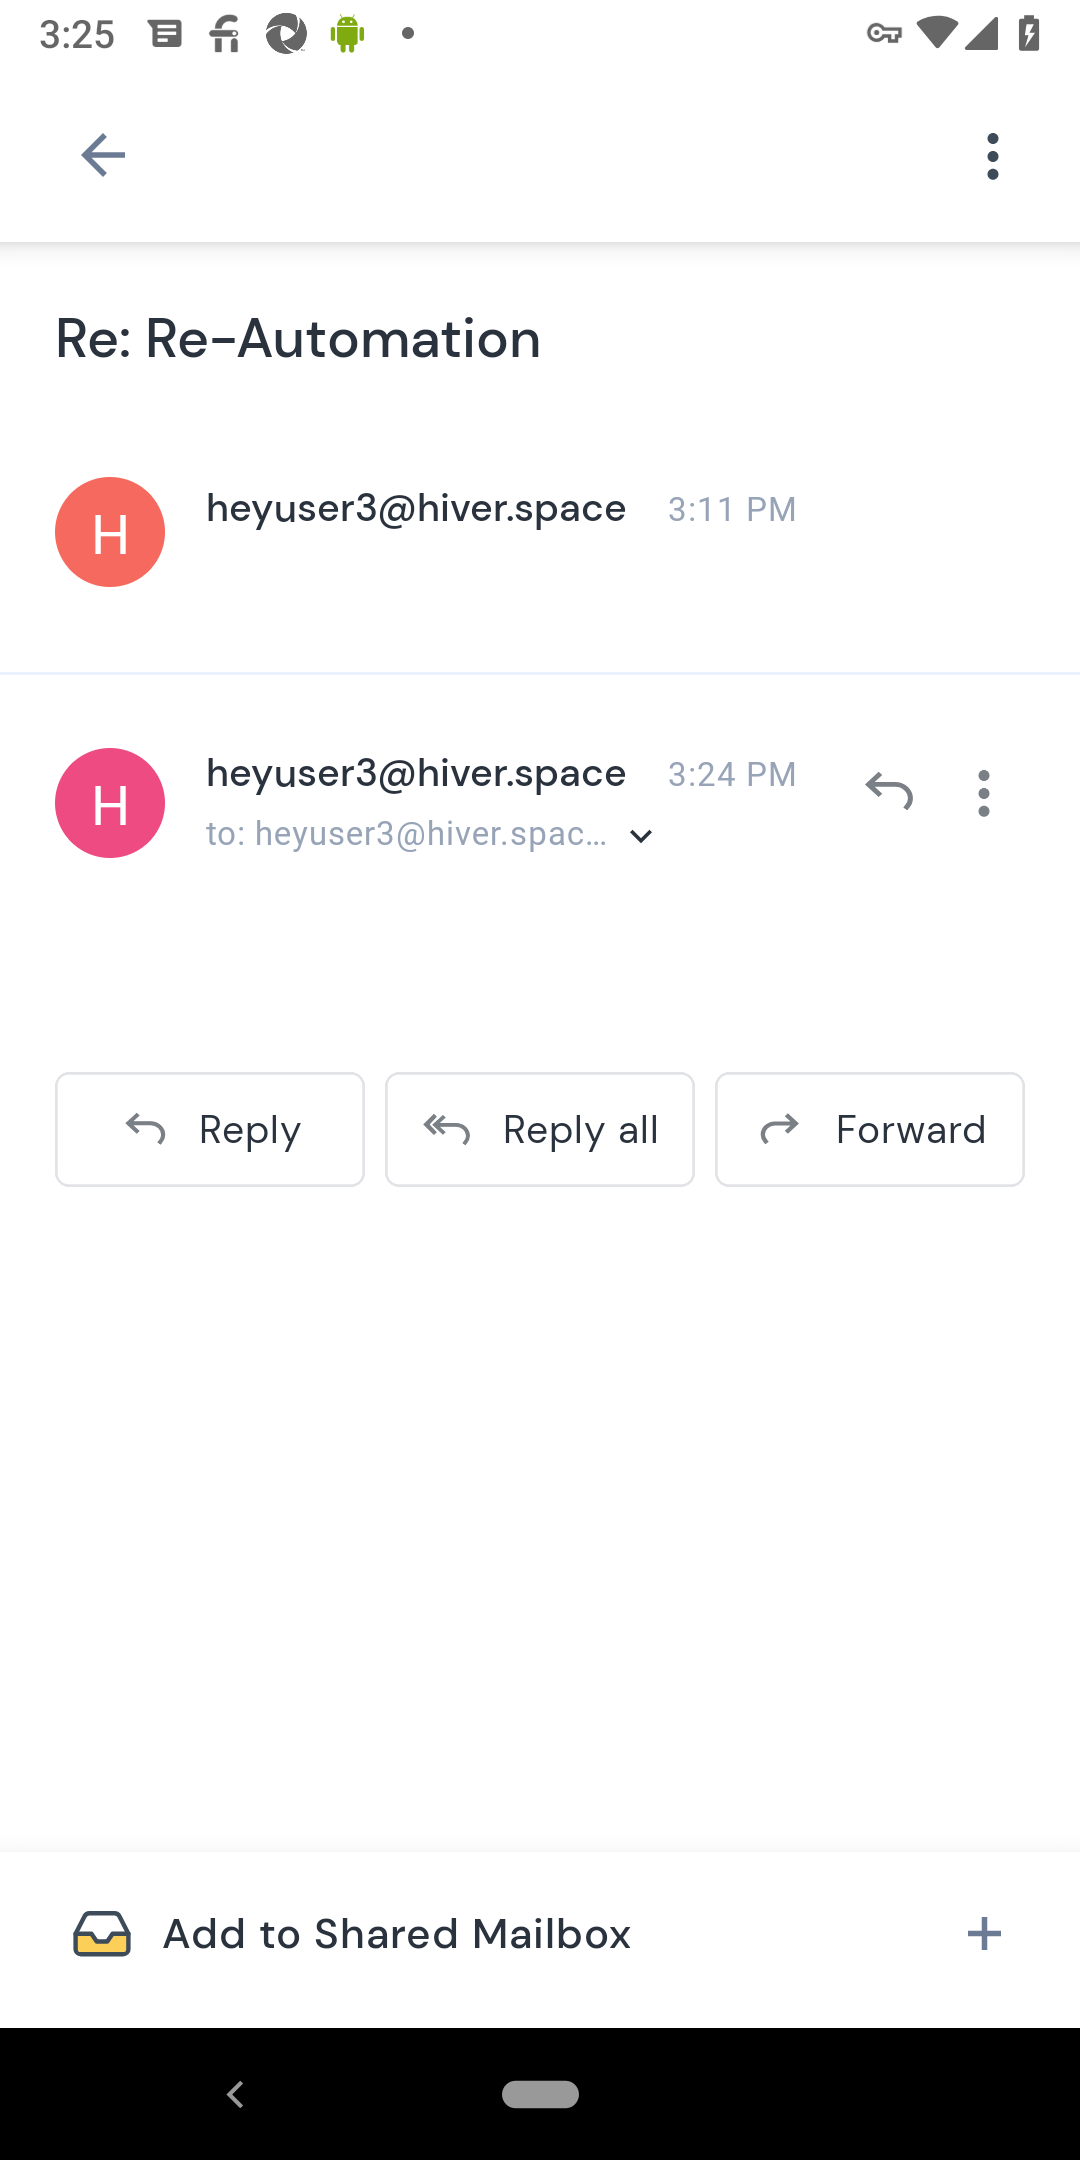 3:25
Re: Re-Automation
H
heyuser3@hiver.space 3:11 PM
H
heyuser3@hiver.space 3:24 PM
to: heyuser3@hiver.spac...
Reply
Reply all
Forward
Add to Shared Mailbox